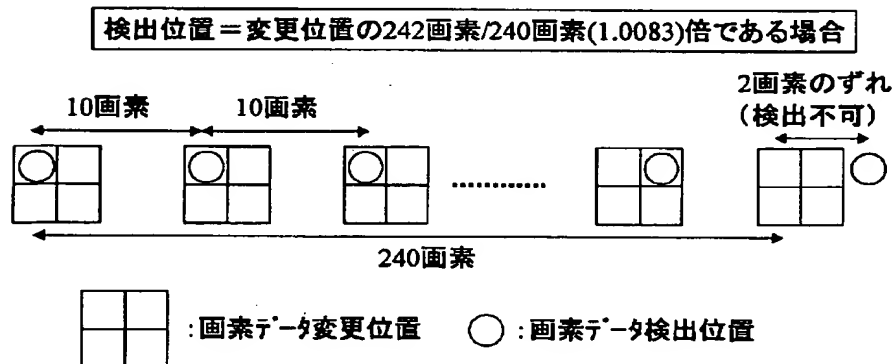 検出位置＝変更位置の242画素/240画素(1.0083)倍である場合
2画素のずれ
（検出不可）
10画素
10画素
240画素
:画素ﾃﾞｰﾀ変更位置
:画素ﾃﾞｰﾀ検出位置